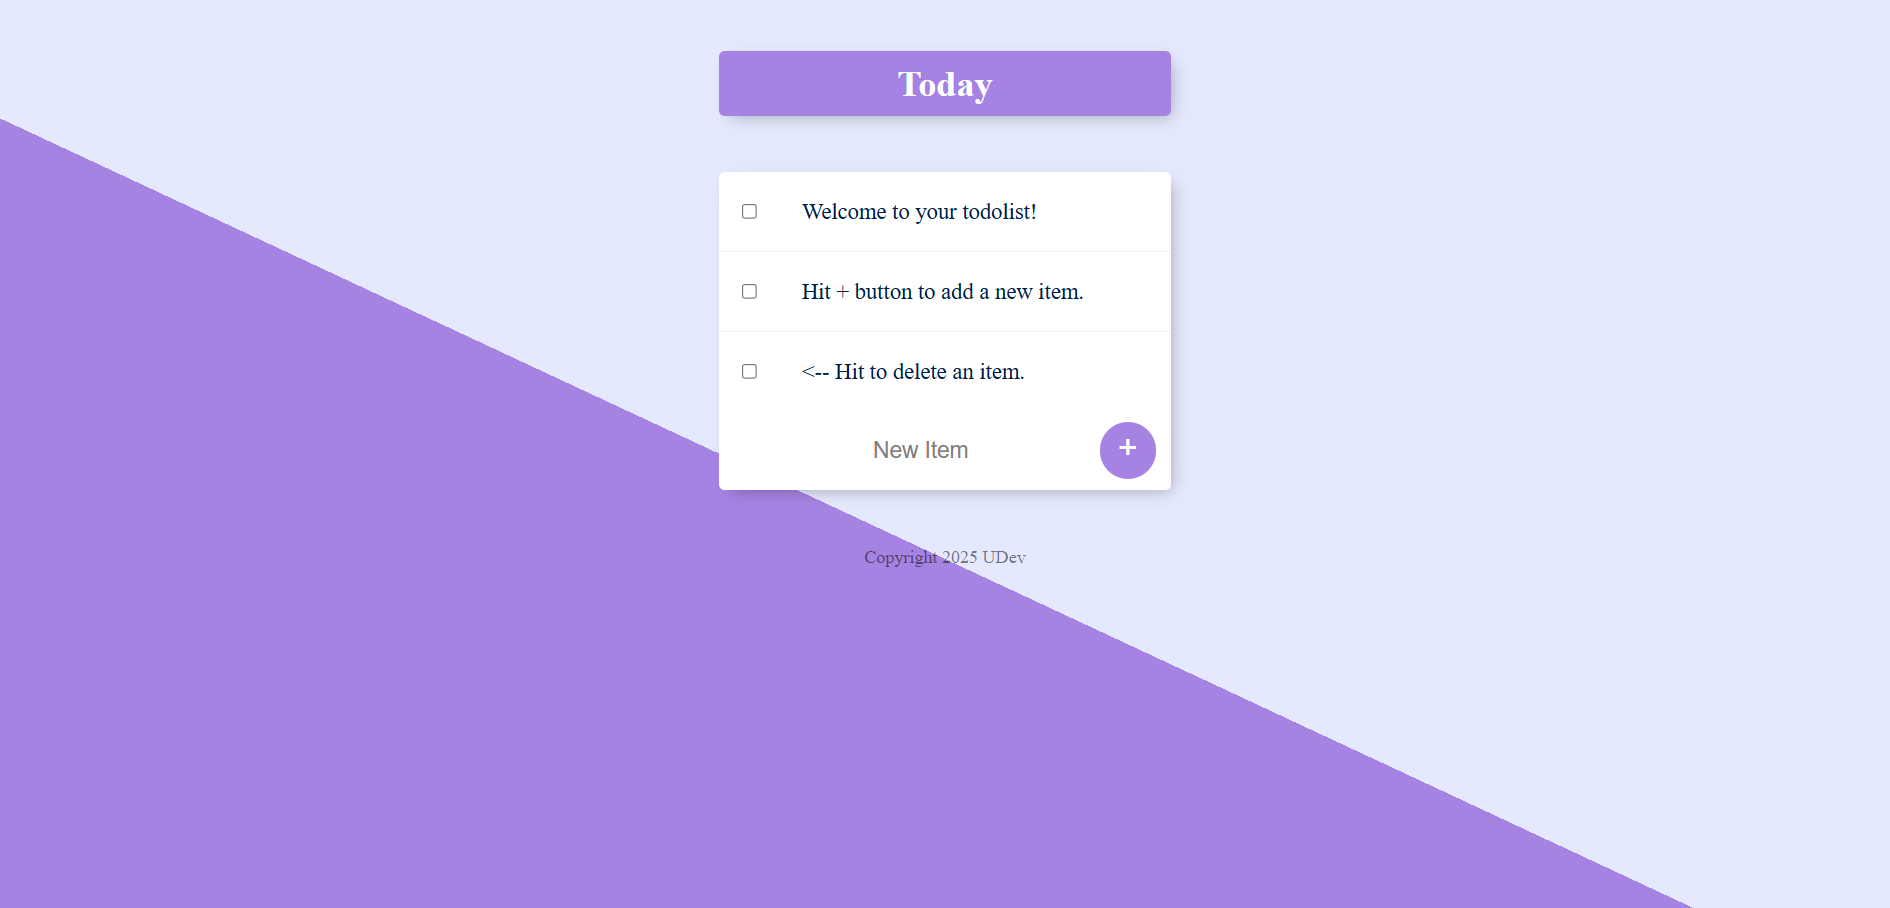 Today
Welcome to your todolist!
Hit + button to add a new item.
<-- Hit to delete an item.
New Item
+
Copyright 2025 UDev